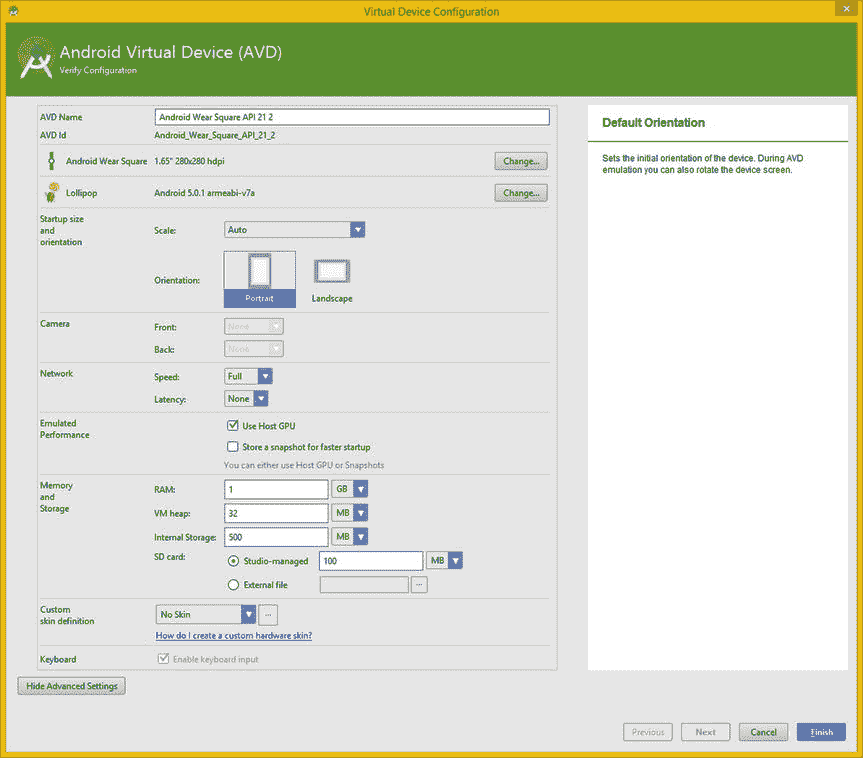 Virtual Device Configuration
Android Virtual Device (AVD)
Verify Configuration
AVD Name Android Wear Square API 21 2
AVD Id Android_Wear_Square_API_21_2
Android Wear Square 1.65" 280x280 hdpi Change...
Lollipop Android 5.0.1 armeabi-v7a Change...
Startup size
and
orientation
Scale: Auto
Orientation:
Portrait Landscape
Camera Front: None
Back: None
Network Speed: Full
Latency: None
Emulated
Performance
Use Host GPU
Store a snapshot for faster startup
You can either use Host GPU or Snapshots
Memory
and
Storage
RAM: 1 GB
VM heap: 32 MB
Internal Storage: 500 MB
SD card: Studio-managed 100 MB
External file ...
Custom
skin definition
No Skin ...
How do I create a custom hardware skin?
Keyboard Enable keyboard input
Hide Advanced Settings
Default Orientation
Sets the initial orientation of the device. During AVD
emulation you can also rotate the device screen.
Previous Next Cancel Finish